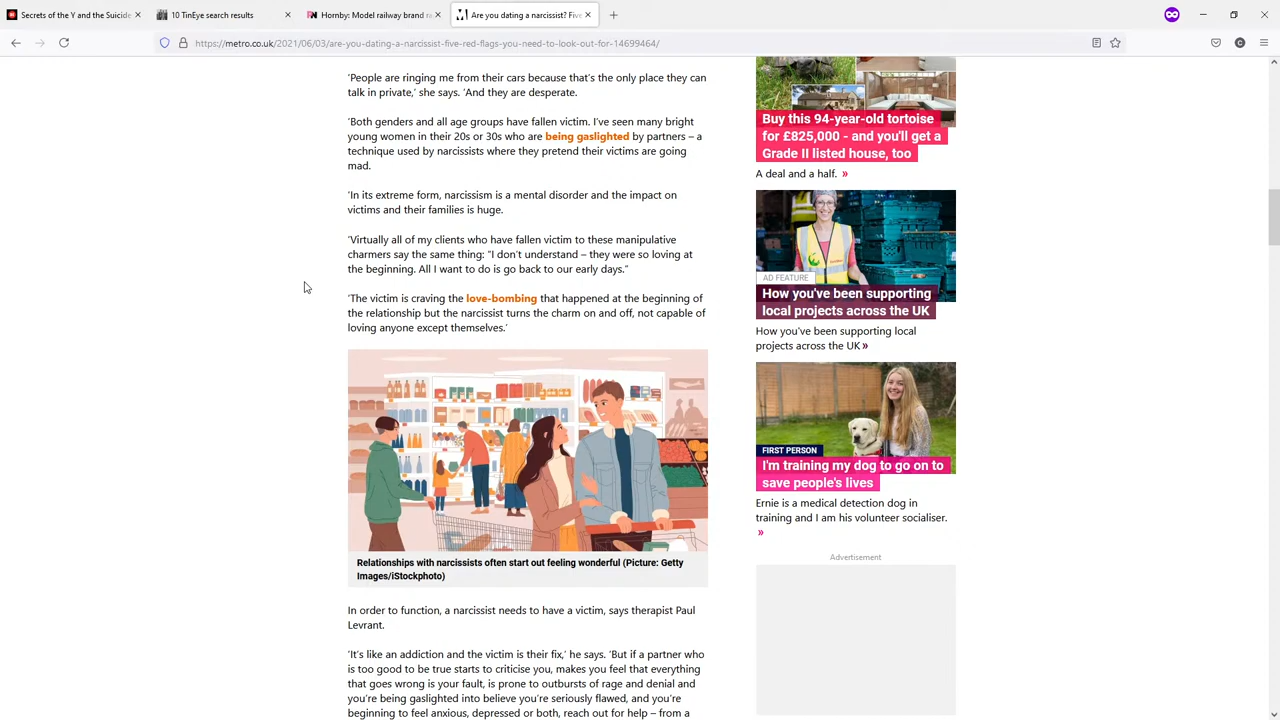 Secrets of the Y and the Suicide
10 TinEye search results
Hornby: Model railway brand ra
Are you dating a narcissist? Five
https://metro.co.uk/2021/06/03/are-you-dating-a-narcissist-five-red-flags-you-need-to-look-out-for-14699464/
‘People are ringing me from their cars because that’s the only place they can
talk in private,’ she says. ‘And they are desperate.
‘Both genders and all age groups have fallen victim. I’ve seen many bright
young women in their 20s or 30s who are being gaslighted by partners – a
technique used by narcissists where they pretend their victims are going
mad.
‘In its extreme form, narcissism is a mental disorder and the impact on
victims and their families is huge.
‘Virtually all of my clients who have fallen victim to these manipulative
charmers say the same thing: “I don’t understand – they were so loving at
the beginning. All I want to do is go back to our early days.”
‘The victim is craving the love-bombing that happened at the beginning of
the relationship but the narcissist turns the charm on and off, not capable of
loving anyone except themselves.’
Relationships with narcissists often start out feeling wonderful (Picture: Getty
Images/iStockphoto)
In order to function, a narcissist needs to have a victim, says therapist Paul
Levrant.
‘It’s like an addiction and the victim is their fix,’ he says. ‘But if a partner who
is too good to be true starts to criticise you, makes you feel that everything
that goes wrong is your fault, is prone to outbursts of rage and denial and
you’re being gaslighted into believe you’re seriously flawed, and you’re
beginning to feel anxious, depressed or both, reach out for help – from a
Buy this 94-year-old tortoise
for £825,000 - and you'll get a
Grade II listed house, too
A deal and a half. »
AD FEATURE
How you've been supporting
local projects across the UK
How you've been supporting local
projects across the UK »
FIRST PERSON
I'm training my dog to go on to
save people's lives
Ernie is a medical detection dog in
training and I am his volunteer socialiser.
»
Advertisement